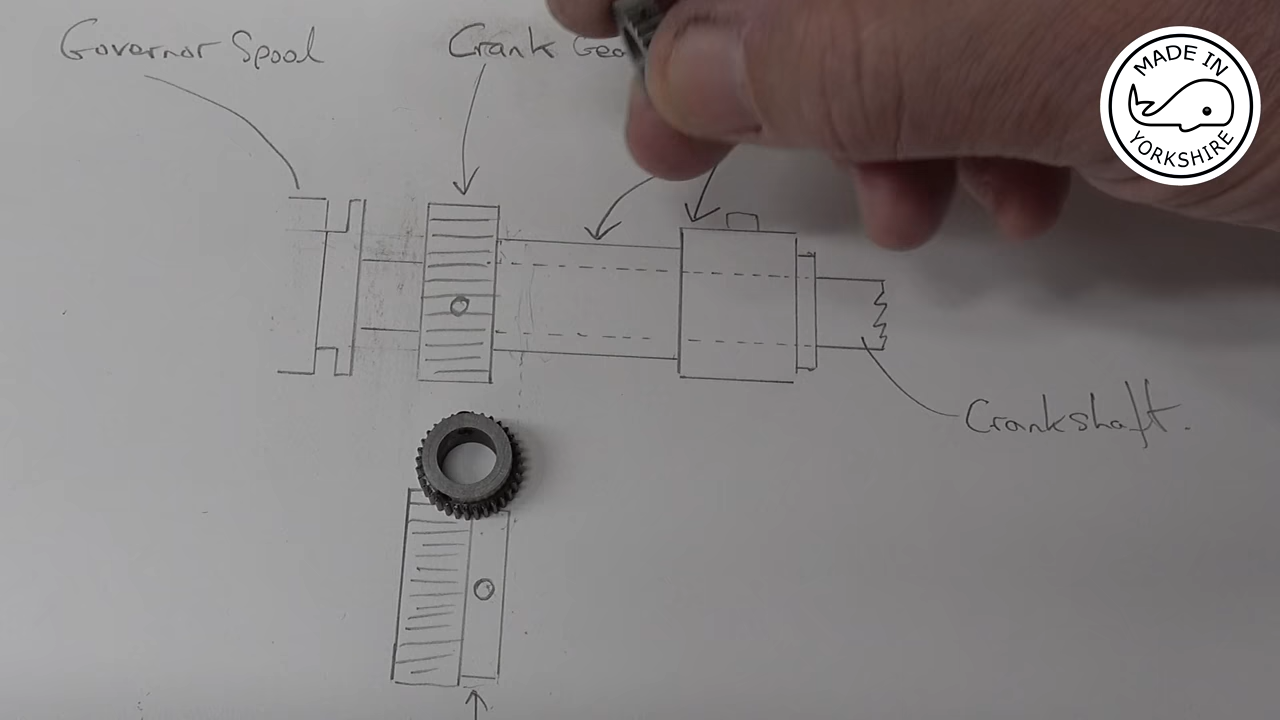 Governor Spool
Crank Gea
Crankshaft.
MADE IN
YORKSHIRE